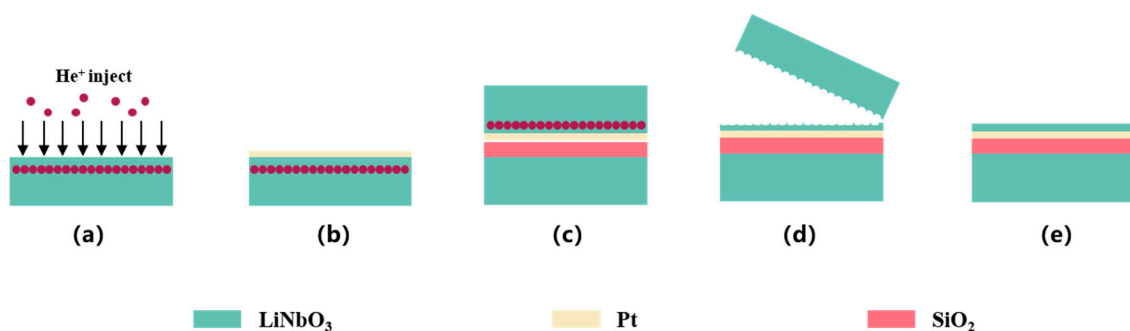 He⁺ inject
(a)
(b)
(c)
(d)
(e)
LiNbO₃
Pt
SiO₂